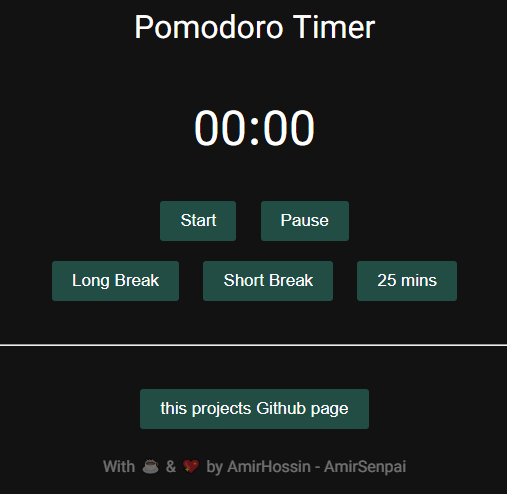 Pomodoro Timer
00:00
Start Pause
Long Break Short Break 25 mins
this projects Github page
With ☕ & 💖 by AmirHossin - AmirSenpai